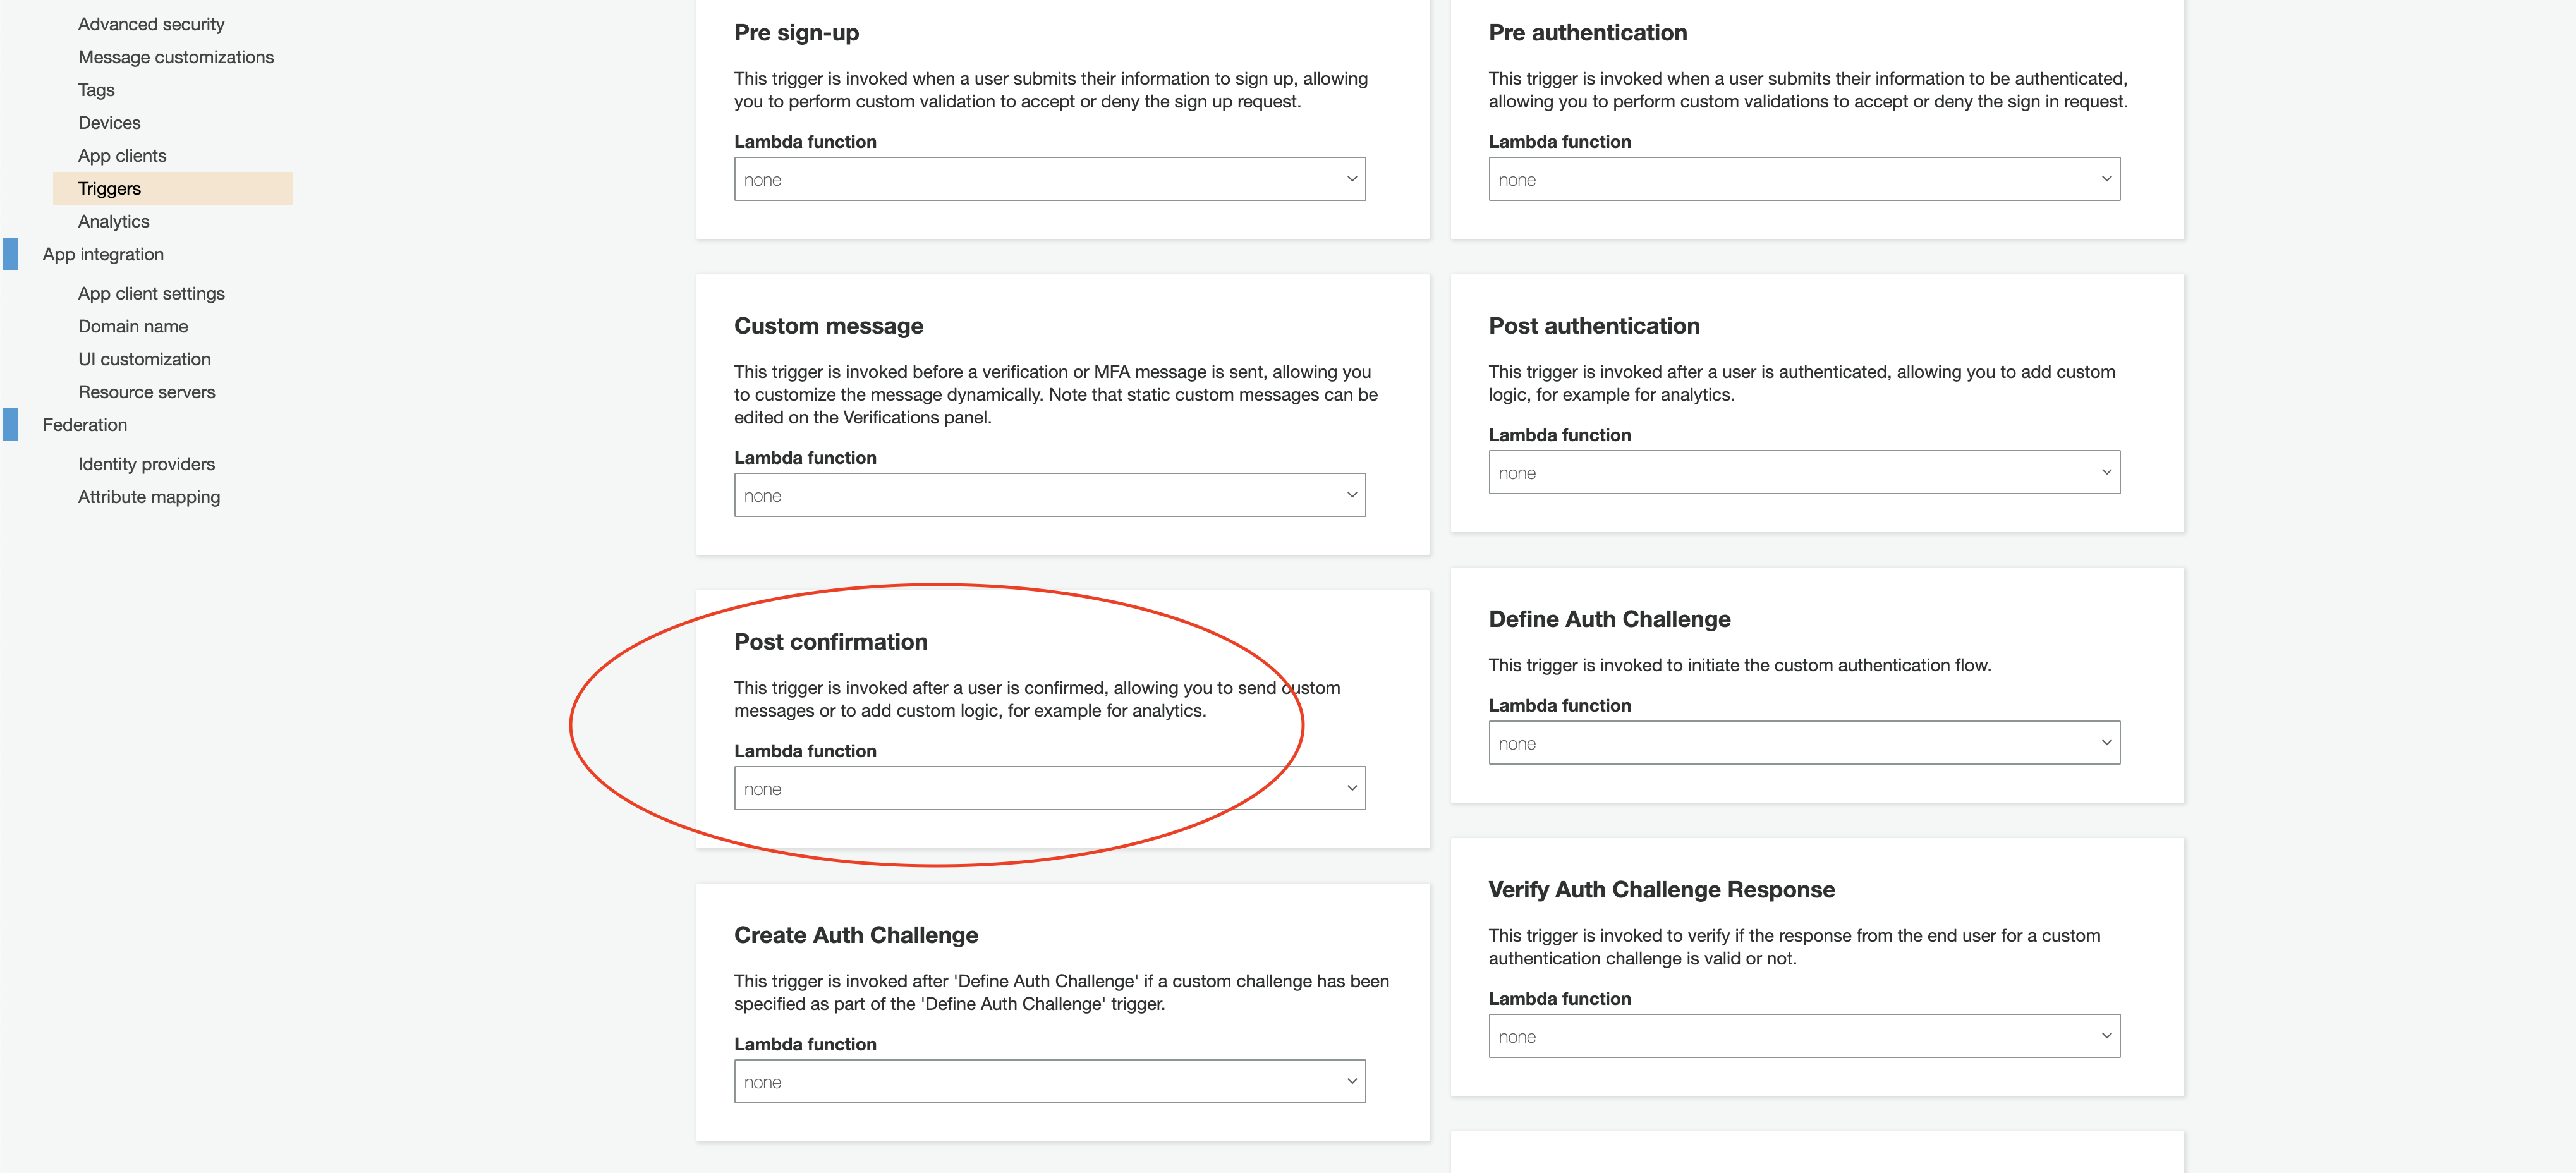 Advanced security
Message customizations
Tags
Devices
App clients
Triggers
Analytics
App integration
App client settings
Domain name
UI customization
Resource servers
Federation
Identity providers
Attribute mapping
Pre sign-up
This trigger is invoked when a user submits their information to sign up, allowing
you to perform custom validation to accept or deny the sign up request.
Lambda function
none
Custom message
This trigger is invoked before a verification or MFA message is sent, allowing you
to customize the message dynamically. Note that static custom messages can be
edited on the Verifications panel.
Lambda function
none
Post confirmation
This trigger is invoked after a user is confirmed, allowing you to send custom
messages or to add custom logic, for example for analytics.
Lambda function
none
Create Auth Challenge
This trigger is invoked after 'Define Auth Challenge' if a custom challenge has been
specified as part of the 'Define Auth Challenge' trigger.
Lambda function
none
Pre authentication
This trigger is invoked when a user submits their information to be authenticated,
allowing you to perform custom validations to accept or deny the sign in request.
Lambda function
none
Post authentication
This trigger is invoked after a user is authenticated, allowing you to add custom
logic, for example for analytics.
Lambda function
none
Define Auth Challenge
This trigger is invoked to initiate the custom authentication flow.
Lambda function
none
Verify Auth Challenge Response
This trigger is invoked to verify if the response from the end user for a custom
authentication challenge is valid or not.
Lambda function
none